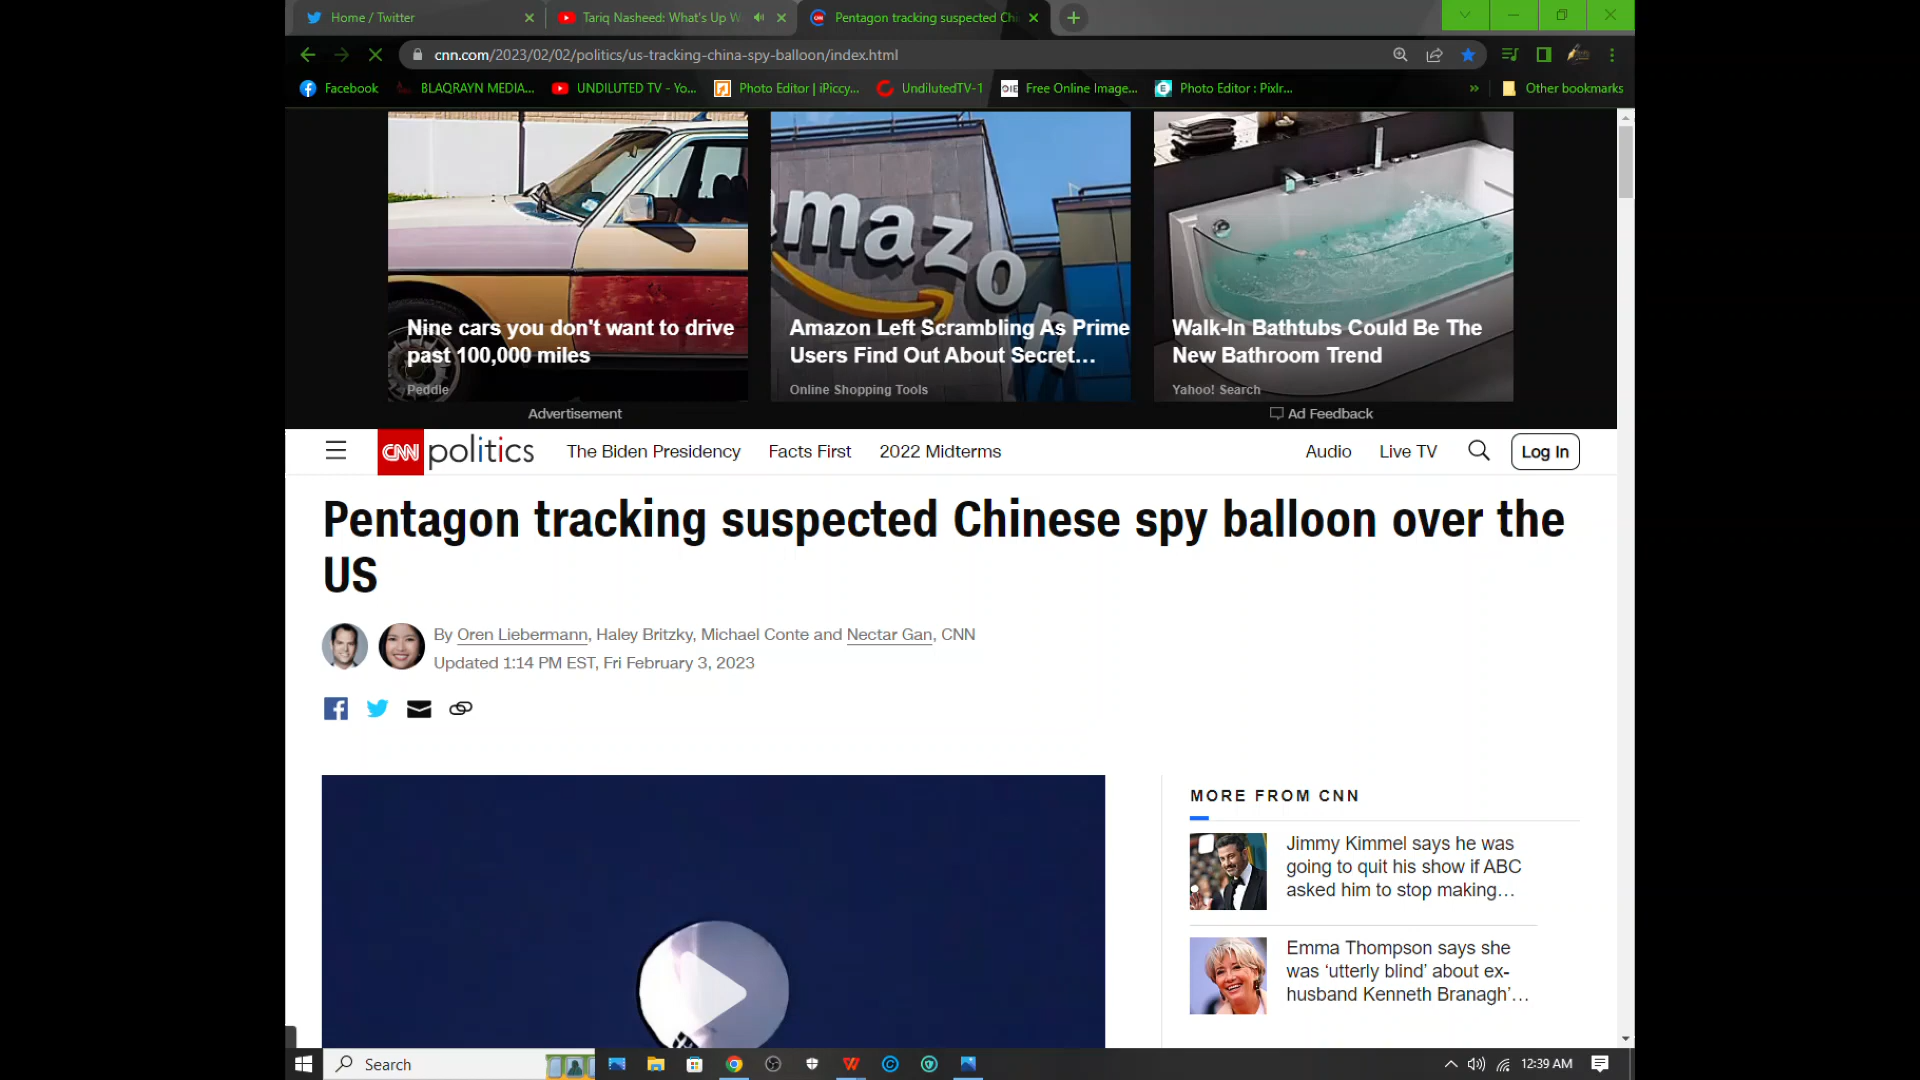 Home / Twitter
Tariq Nasheed: What's Up W
Pentagon tracking suspected Chi
cnn.com/2023/02/02/politics/us-tracking-china-spy-balloon/index.html
Facebook
BLAQRAYN MEDIA...
UNDILUTED TV - Yo...
Photo Editor | iPiccy...
UndilutedTV-1
Free Online Image...
Photo Editor : Pixlr...
»
Other bookmarks
amazon
Nine cars you don't want to drive
past 100,000 miles
Peddle
Amazon Left Scrambling As Prime
Users Find Out About Secret...
Online Shopping Tools
Walk-In Bathtubs Could Be The
New Bathroom Trend
Yahoo! Search
Advertisement
Ad Feedback
CNN politics
The Biden Presidency
Facts First
2022 Midterms
Audio
Live TV
Log In
Pentagon tracking suspected Chinese spy balloon over the
US
By Oren Liebermann, Haley Britzky, Michael Conte and Nectar Gan, CNN
Updated 1:14 PM EST, Fri February 3, 2023
MORE FROM CNN
Jimmy Kimmel says he was
going to quit his show if ABC
asked him to stop making...
Emma Thompson says she
was ‘utterly blind’ about ex-
husband Kenneth Branagh’...
Search
12:39 AM